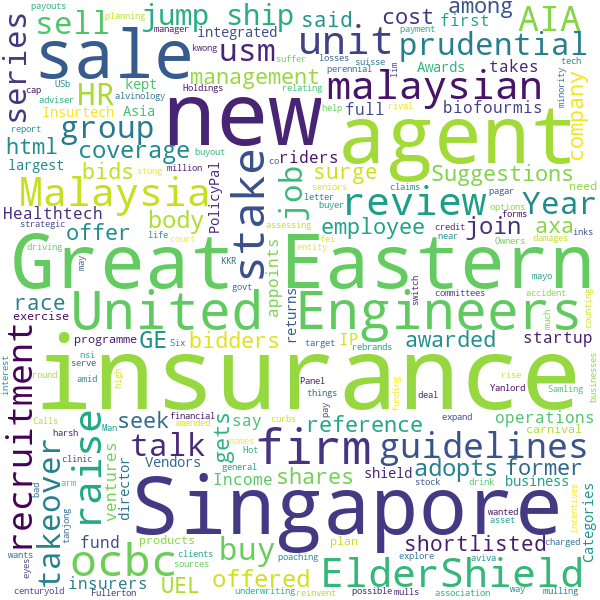 series
jump ship
said
cost
among
planning
payouts
manager
kwong
suffer
losses
perennial
suisse
lim
tech
AIA
sell
usm
integrated
first
Awards
takes
prudential
sale
unit
HR
management
full
biofourmis
minority
company
USb
cap
adviser
alvinology
kept
Holdings
payment
relating
malaysian
Insurtech
Asia
new
help
rival
report
group
html
coverage
largest
strategic
buyout
stung
million
PolicyPal
riders
surge
agent
bids
co
job
Suggestions
need
seniors
claims
pagar
Malaysia
Healthtech
body
stake
review
Year
options
letter
buyer
offer
life
court
assessing
fei
entity
employee
join
axa
credit
near
forms
Owners
inks
damages
driving
may
KKR
govt
appoints
race
exercise
Great Eastern
mayo
switch
committees
accident
counting
much
United Engineers
programme
GE
Six
returns
target
IP
awarded
startup
bidders
nsi
serve
rebrands
interest
round
amid
high
insurance
rise
funding
Panel
things
pay
deal
Yanlord
expand
Samling
businesses
recruitment
raise
seek
gets
say
reference
operations
Calls
Man
names
financial
Hot
curbs
amended
talk
firm
guidelines
carnival
takeover
harsh
clinic
arm
tanjong
ventures
director
Vendors
general
Income
shield
shares
adopts
former
business
stock
drink
wanted
asset
Categories
incentives
bad
wants
eyes
fund
products
clients
sources
poaching
plan
explore
aviva
charged
ocbc
buy
Singapore
shortlisted
insurers
UEL
offered
ElderShield
centuryold
Fullerton
underwriting
reinvent
possible
mulls
association
way
mulling